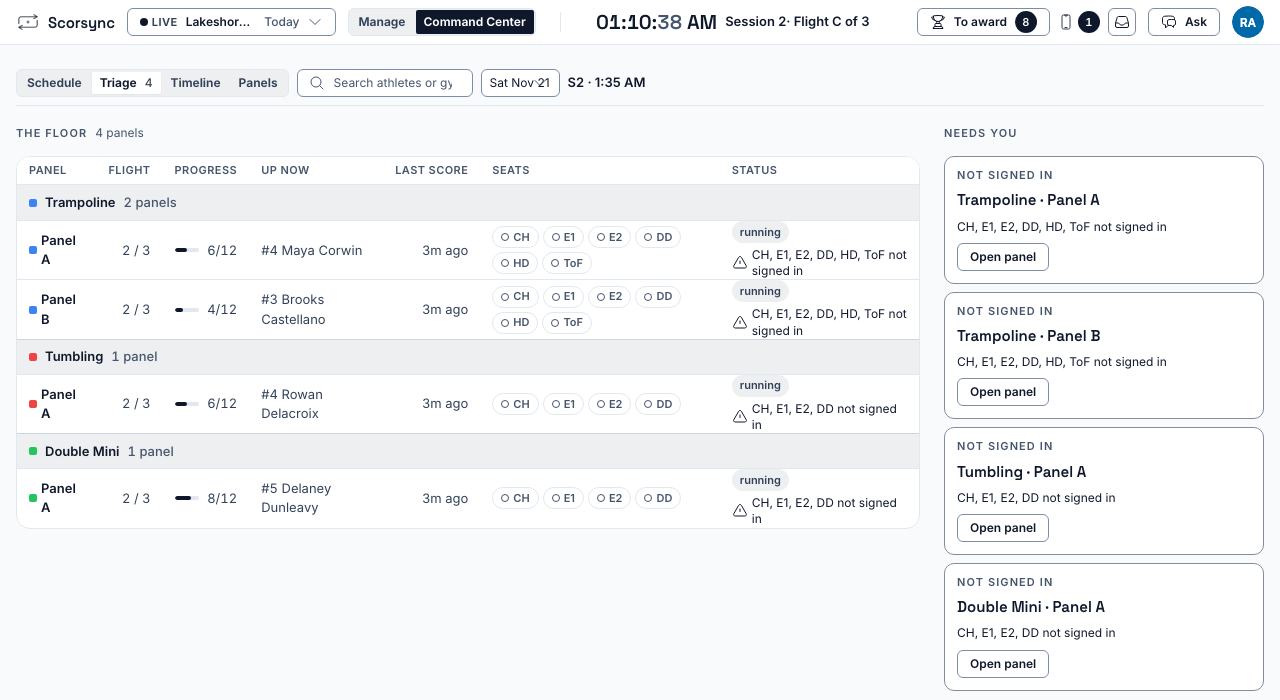 Scorsync
LIVE Lakeshor... Today
Manage Command Center
01:10:38 AM Session 2· Flight C of 3
To award 8
1
Ask
RA
Schedule Triage 4 Timeline Panels
Search athletes or gy
Sat Nov 21
S2 · 1:35 AM
THE FLOOR 4 panels
PANEL FLIGHT PROGRESS UP NOW LAST SCORE SEATS STATUS
Trampoline 2 panels
Panel A 2 / 3 6/12 #4 Maya Corwin 3m ago CH E1 E2 DD HD ToF running
CH, E1, E2, DD, HD, ToF not signed in
Panel B 2 / 3 4/12 #3 Brooks Castellano 3m ago CH E1 E2 DD HD ToF running
CH, E1, E2, DD, HD, ToF not signed in
Tumbling 1 panel
Panel A 2 / 3 #4 Rowan Delacroix 6/12 3m ago CH E1 E2 DD running
CH, E1, E2, DD not signed in
Double Mini 1 panel
Panel A 2 / 3 8/12 #5 Delaney Dunleavy 3m ago CH E1 E2 DD running
CH, E1, E2, DD not signed in
NEEDS YOU
NOT SIGNED IN
Trampoline · Panel A
CH, E1, E2, DD, HD, ToF not signed in
Open panel
NOT SIGNED IN
Trampoline · Panel B
CH, E1, E2, DD, HD, ToF not signed in
Open panel
NOT SIGNED IN
Tumbling · Panel A
CH, E1, E2, DD not signed in
Open panel
NOT SIGNED IN
Double Mini · Panel A
CH, E1, E2, DD not signed in
Open panel